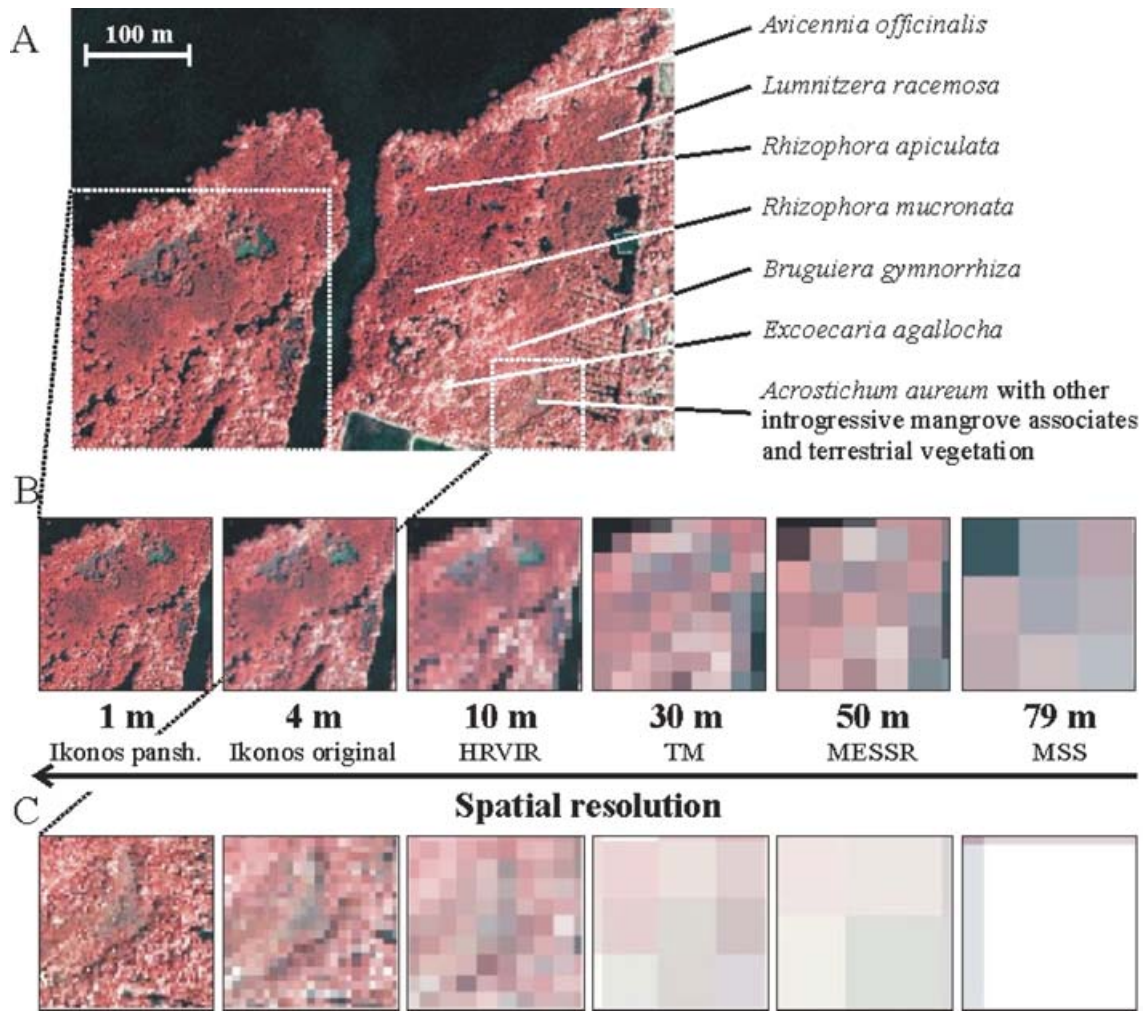 A
100 m
Avicennia officinalis
Lumnitzera racemosa
Rhizophora apiculata
Rhizophora mucronata
Bruguiera gymnorrhiza
Excoecaria agallocha
Acrostichum aureum with other
introgressive mangrove associates
and terrestrial vegetation
B
1 m 4 m 10 m 30 m 50 m 79 m
Ikonos pansh. Ikonos original HRVIR TM MESSR MSS
Spatial resolution
C